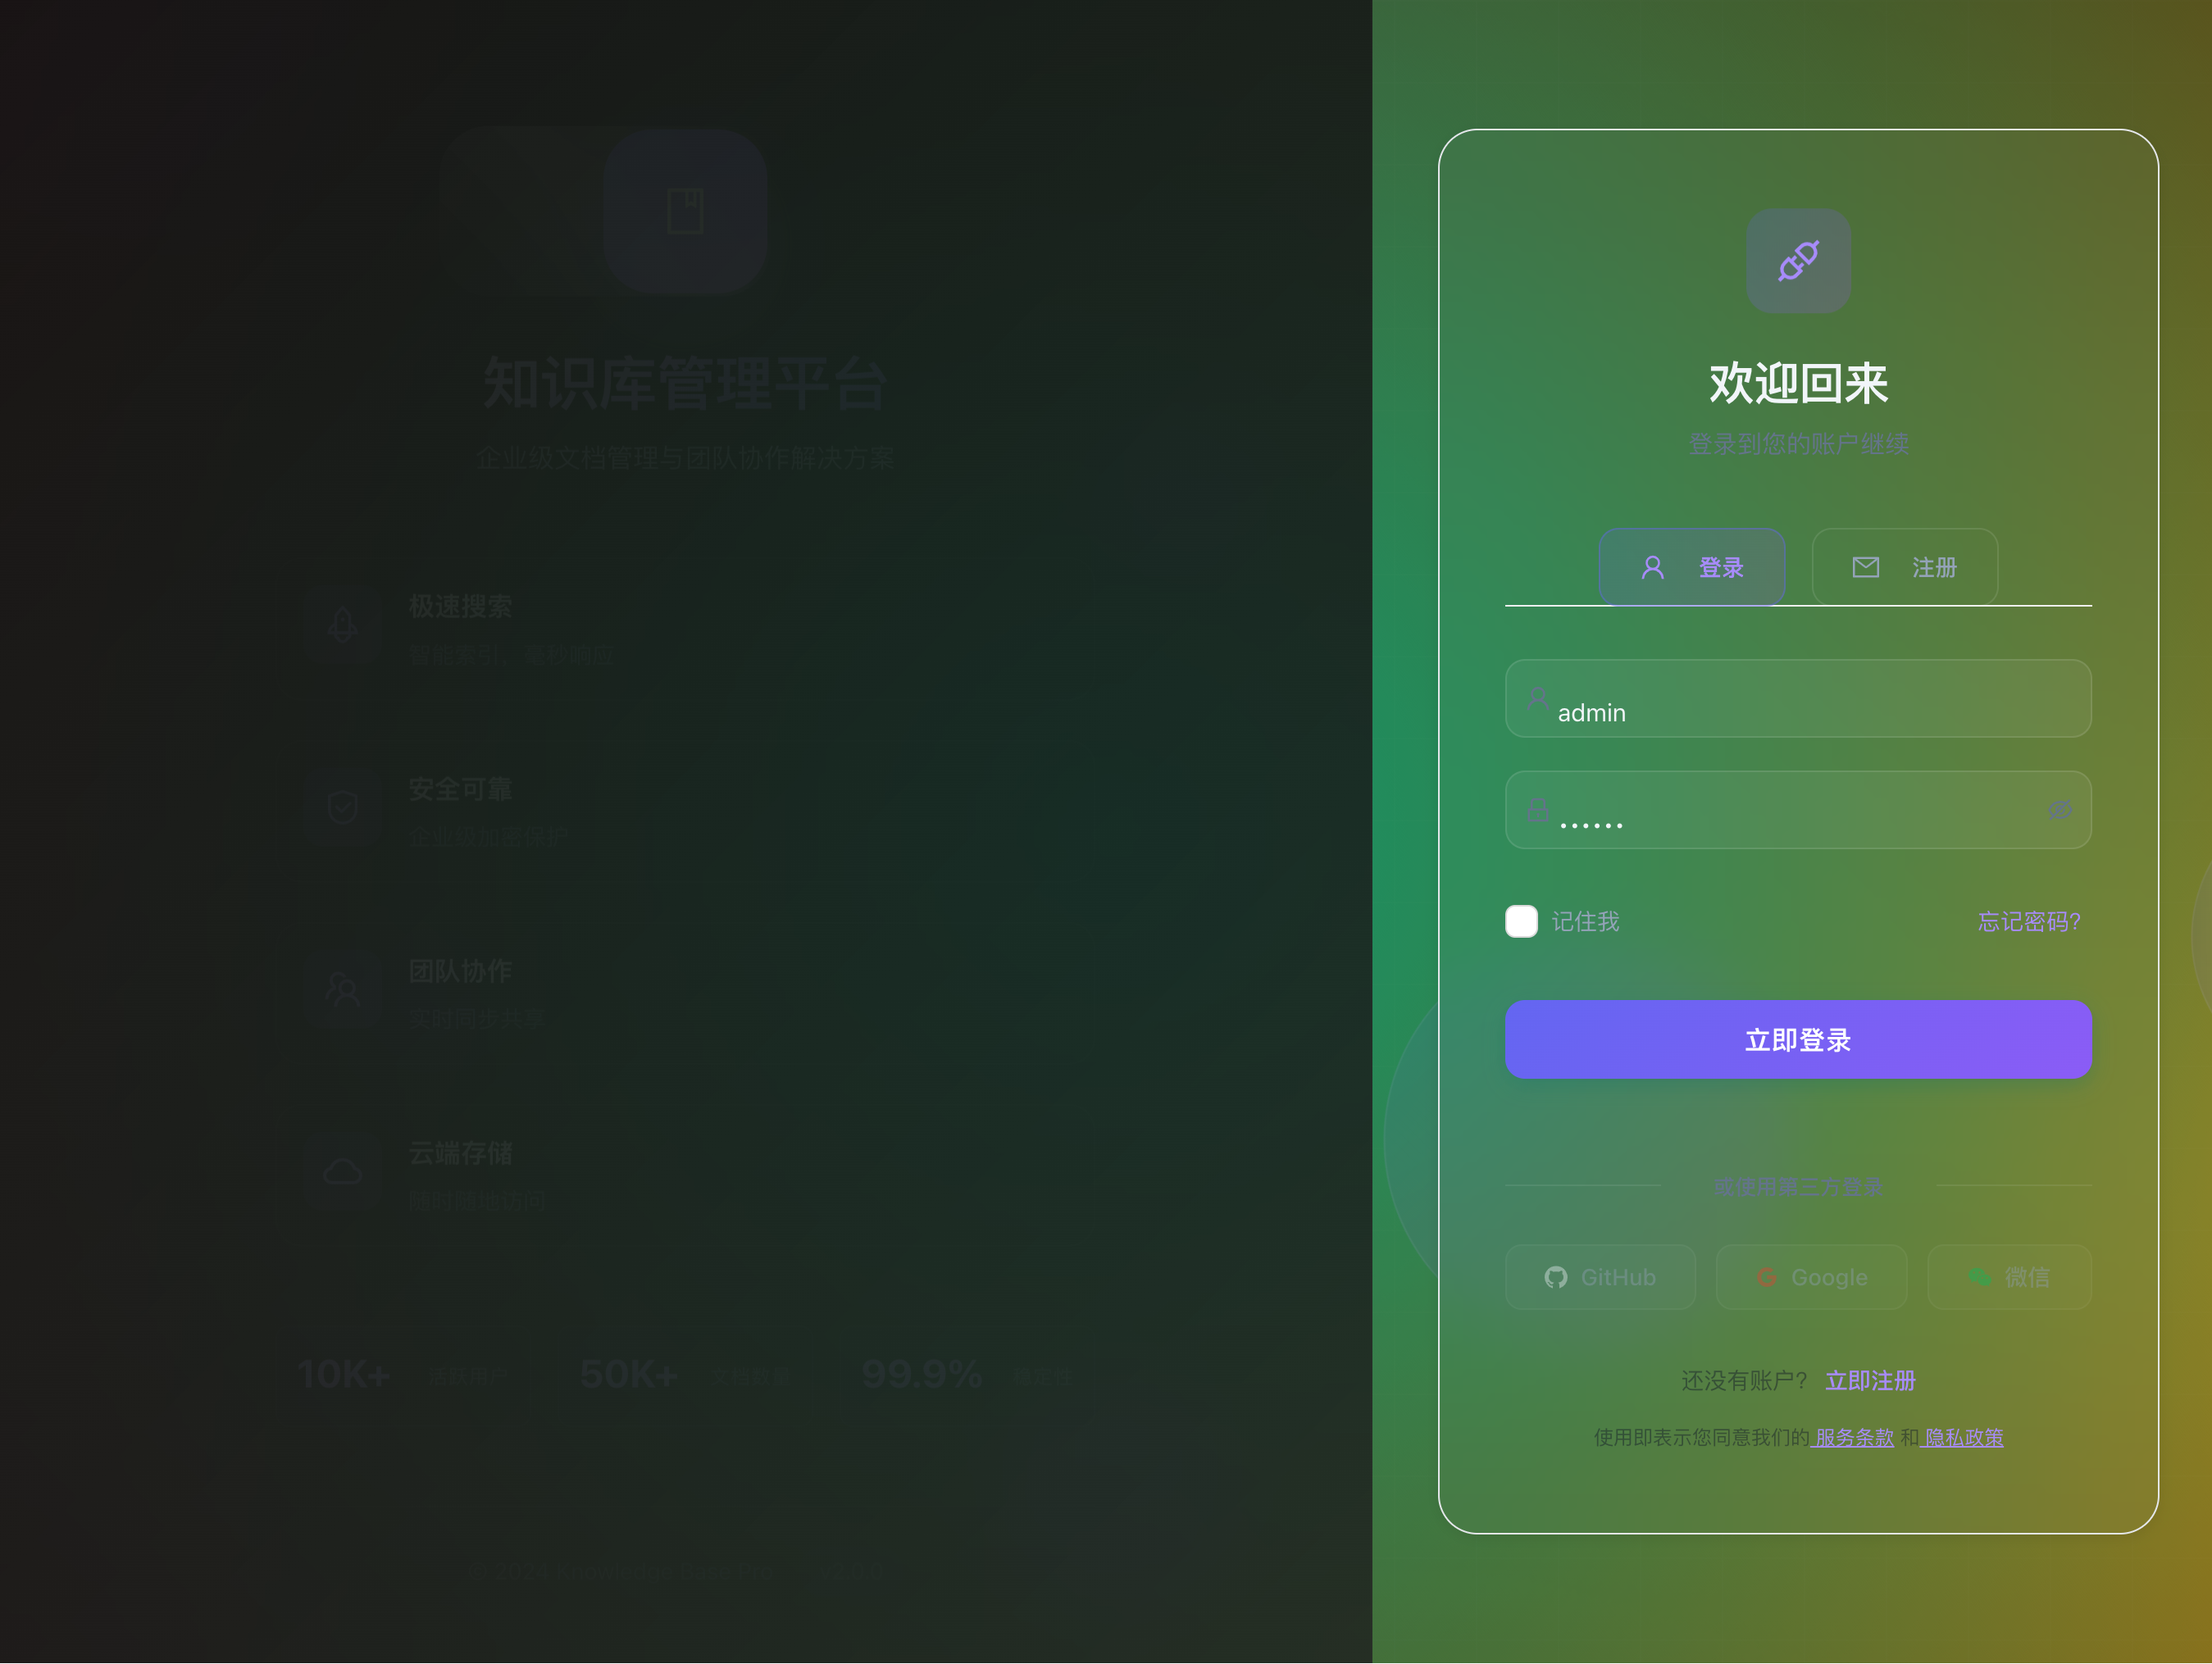 知识库管理平台
企业级文档管理与团队协作解决方案
极速搜索
智能索引、毫秒响应
安全可靠
企业级加密保护
团队协作
实时同步共享
云端存储
随时随地访问
10K+ 活跃用户 50K+ 文档数量 99.9% 稳定性
欢迎回来
登录到您的账户继续
登录 注册
admin
••••••
记住我 忘记密码?
立即登录
或使用第三方登录
GitHub Google 微信
还没有账户? 立即注册
使用即表示您同意我们的 服务条款 和 隐私政策